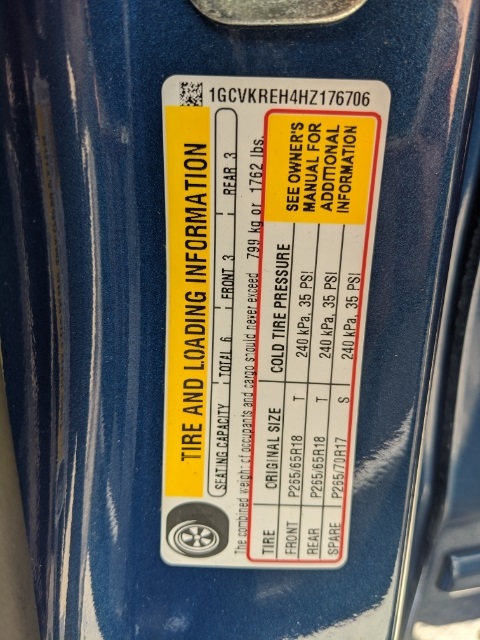 1GCVKREH4HZ176706
TIRE AND LOADING INFORMATION
SEATING CAPACITY TOTAL 6 FRONT 3 REAR 3
The combined weight of occupants and cargo should never exceed 799 kg or 1762 lbs.
TIRE ORIGINAL SIZE COLD TIRE PRESSURE
FRONT P265/65R18 T 240 kPa, 35 PSI
REAR P265/65R18 T 240 kPa, 35 PSI
SPARE P265/70R17 S 240 kPa, 35 PSI
SEE OWNER'S
MANUAL FOR
ADDITIONAL
INFORMATION